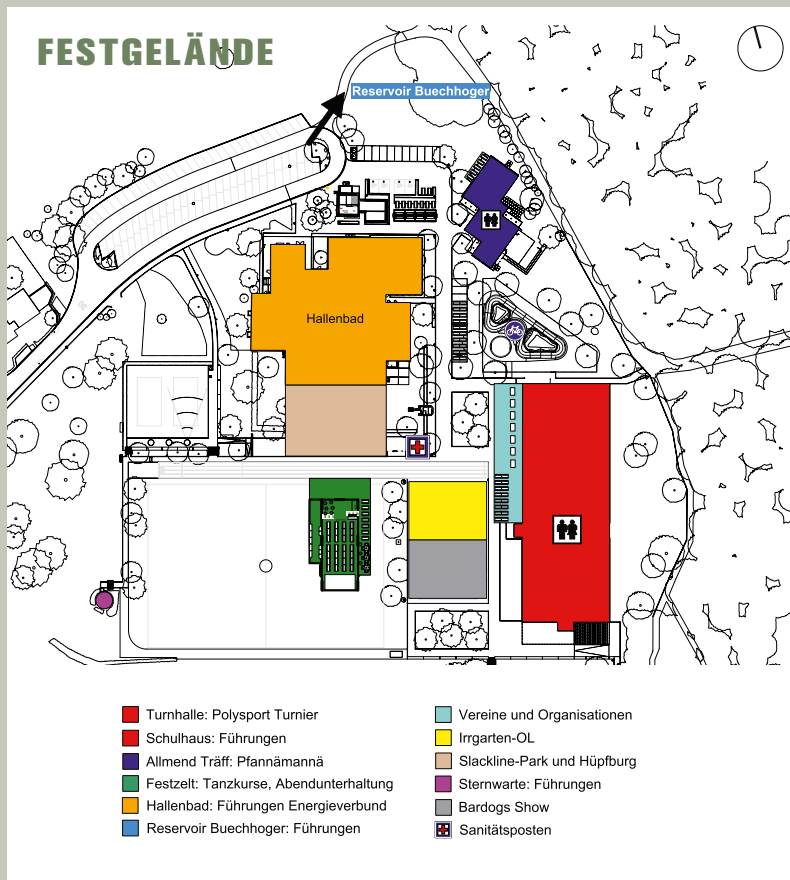 FESTGELÄNDE
Reservoir Buechhoger
Hallenbad
Turnhalle: Polysport Turnier
Schulhaus: Führungen
Allmend Träff: Pfannämannä
Festzelt: Tanzkurse, Abendunterhaltung
Hallenbad: Führungen Energieverbund
Reservoir Buechhoger: Führungen
Vereine und Organisationen
Irrgarten-OL
Slackline-Park und Hüpfburg
Sternwarte: Führungen
Bardogs Show
Sanitätsposten